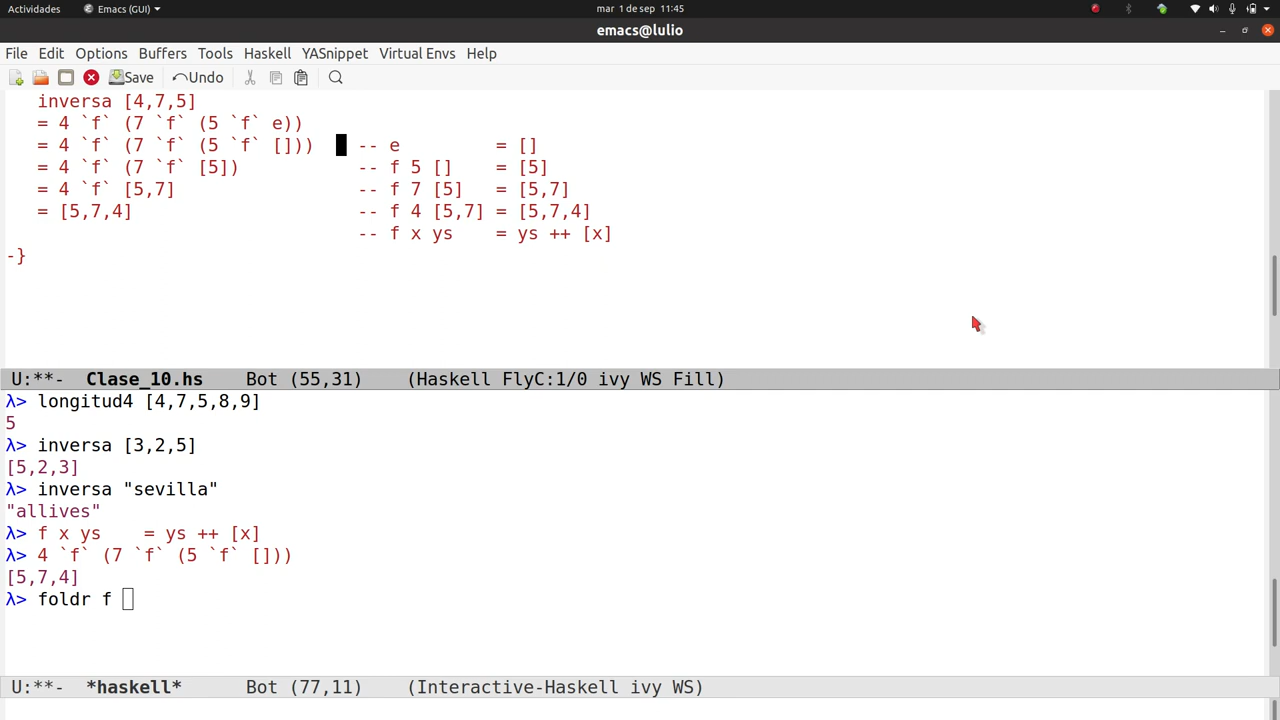 Actividades Emacs (GUI) mar 1 de sep 11:45
emacs@lulio
File Edit Options Buffers Tools Haskell YASnippet Virtual Envs Help
Save Undo
inversa [4,7,5]
= 4 `f` (7 `f` (5 `f` e))
= 4 `f` (7 `f` (5 `f` [])) -- e = []
= 4 `f` (7 `f` [5]) -- f 5 [] = [5]
= 4 `f` [5,7] -- f 7 [5] = [5,7]
= [5,7,4] -- f 4 [5,7] = [5,7,4]
-- f x ys = ys ++ [x]
-}
U:**- Clase_10.hs Bot (55,31) (Haskell FlyC:1/0 ivy WS Fill)
λ> longitud4 [4,7,5,8,9]
5
λ> inversa [3,2,5]
[5,2,3]
λ> inversa "sevilla"
"allives"
λ> f x ys = ys ++ [x]
λ> 4 `f` (7 `f` (5 `f` []))
[5,7,4]
λ> foldr f
U:**- *haskell* Bot (77,11) (Interactive-Haskell ivy WS)